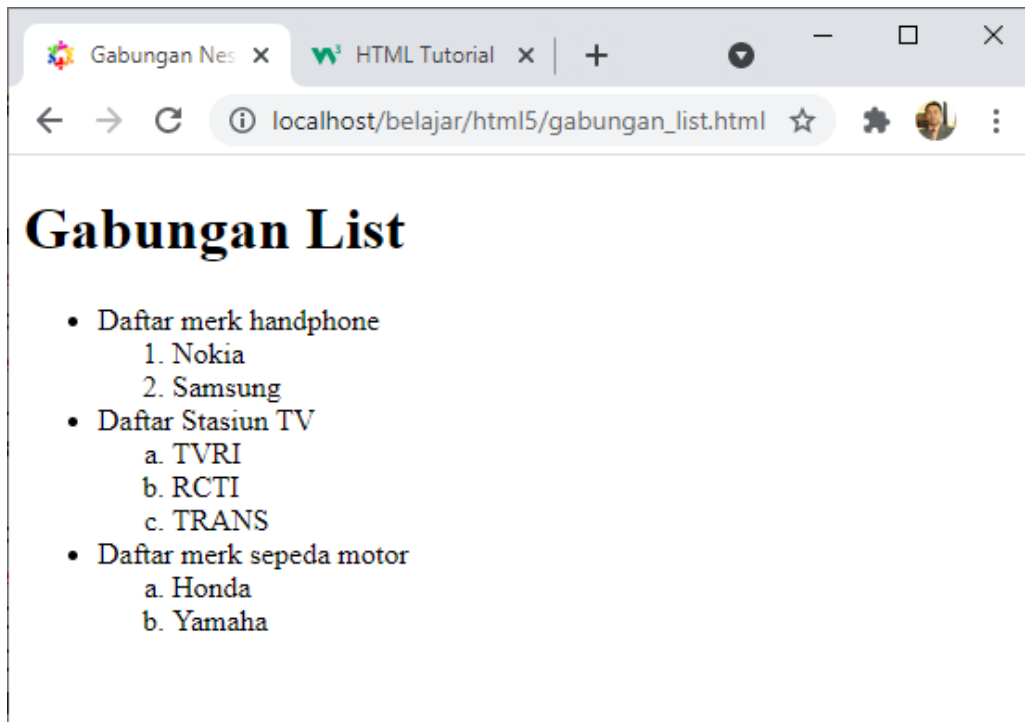 Gabungan Nes
HTML Tutorial
localhost/belajar/html5/gabungan_list.html
Gabungan List
• Daftar merk handphone
1. Nokia
2. Samsung
• Daftar Stasiun TV
a. TVRI
b. RCTI
c. TRANS
• Daftar merk sepeda motor
a. Honda
b. Yamaha